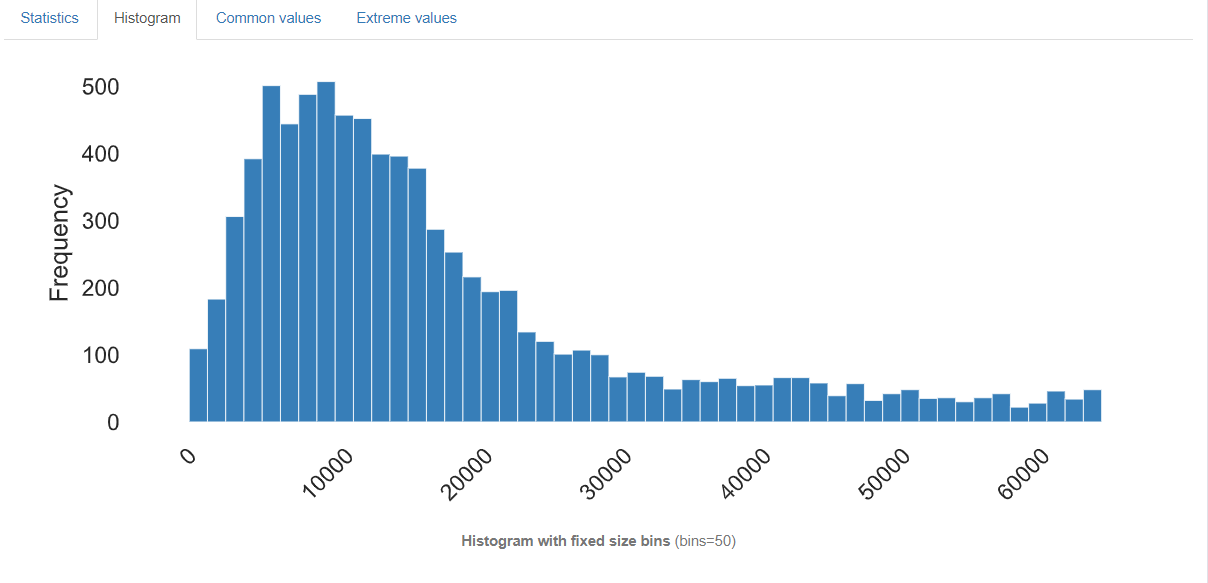 Statistics Histogram Common values Extreme values
500
400
300
200
100
0
Frequency
0 10000 20000 30000 40000 50000 60000
Histogram with fixed size bins (bins=50)